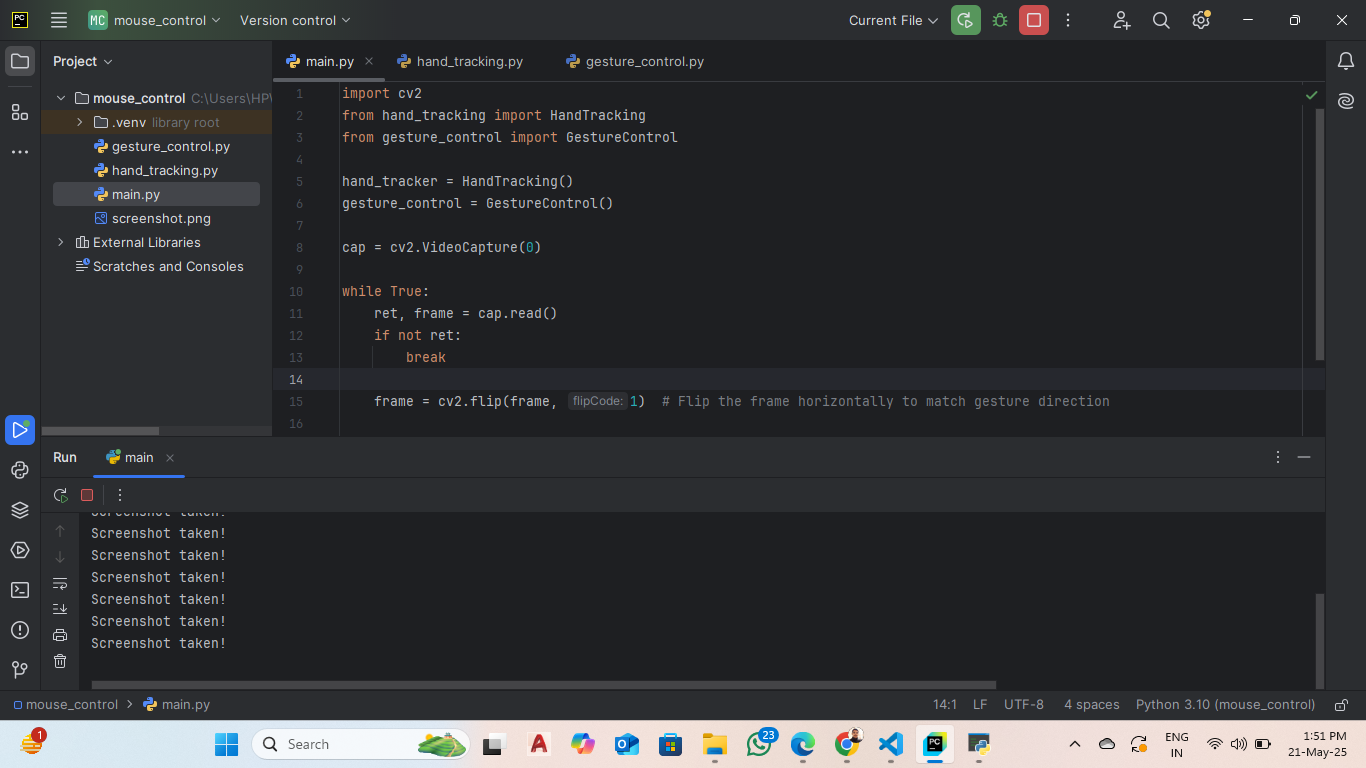 PC
MC mouse_control
Version control
Current File
Project
main.py
hand_tracking.py
gesture_control.py
mouse_control C:\Users\HP\
.venv library root
gesture_control.py
hand_tracking.py
main.py
screenshot.png
External Libraries
Scratches and Consoles
1 import cv2
2 from hand_tracking import HandTracking
3 from gesture_control import GestureControl
4
5 hand_tracker = HandTracking()
6 gesture_control = GestureControl()
7
8 cap = cv2.VideoCapture(0)
9
10 while True:
11 ret, frame = cap.read()
12 if not ret:
13 break
14
15 frame = cv2.flip(frame, flipCode: 1) # Flip the frame horizontally to match gesture direction
16
Run
main
Screenshot taken!
Screenshot taken!
Screenshot taken!
Screenshot taken!
Screenshot taken!
Screenshot taken!
Screenshot taken!
mouse_control > main.py
14:1 LF UTF-8 4 spaces Python 3.10 (mouse_control)
1
Search
A
23
PC
ENG
IN
1:51 PM
21-May-25